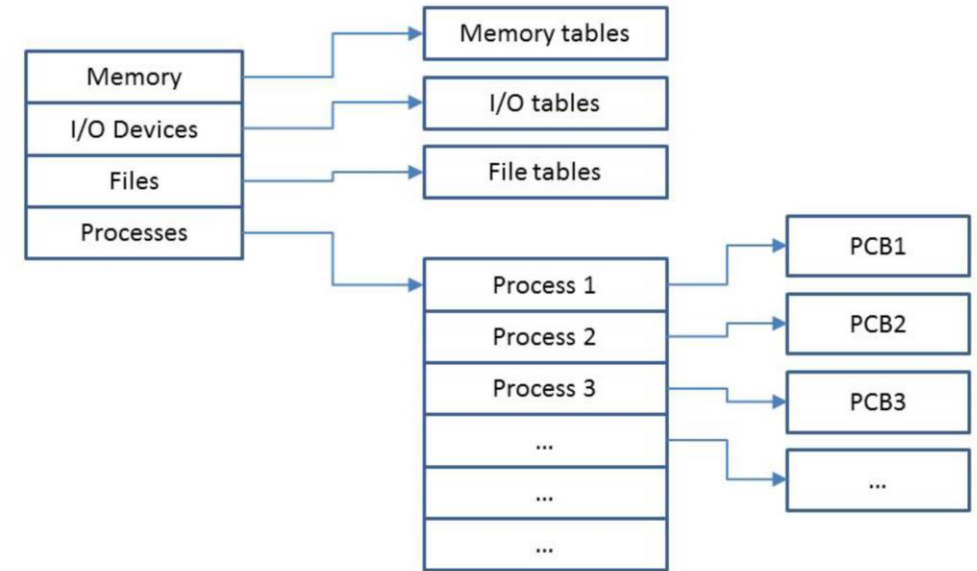 Memory
I/O Devices
Files
Processes
Memory tables
I/O tables
File tables
Process 1
Process 2
Process 3
...
...
...
PCB1
PCB2
PCB3
...